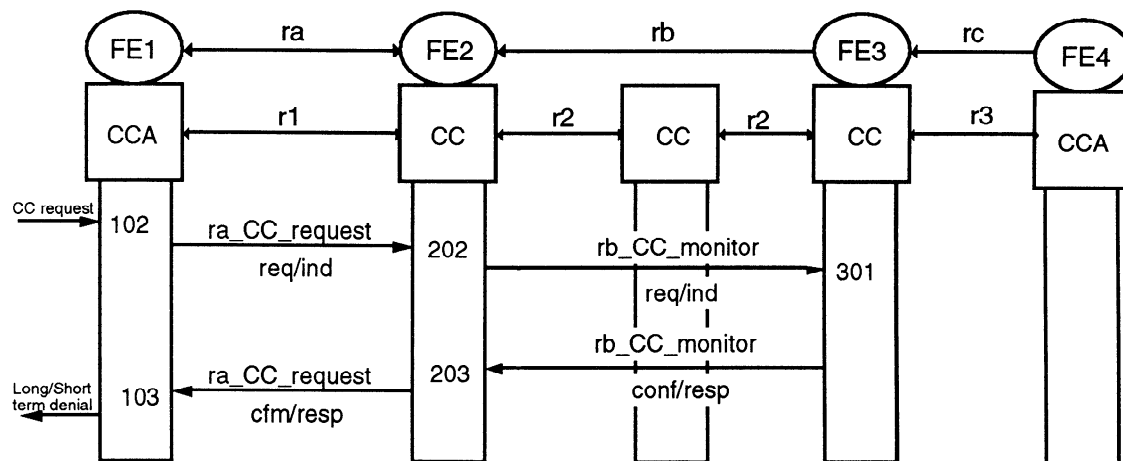 FE1 ra FE2 rb FE3 rc FE4
CCA r1 CC r2 CC r2 CC r3 CCA
CC request
102
ra_CC_request
req/ind
202
rb_CC_monitor
req/ind
301
rb_CC_monitor
conf/resp
203
ra_CC_request
cfm/resp
103
Long/Short
term denial